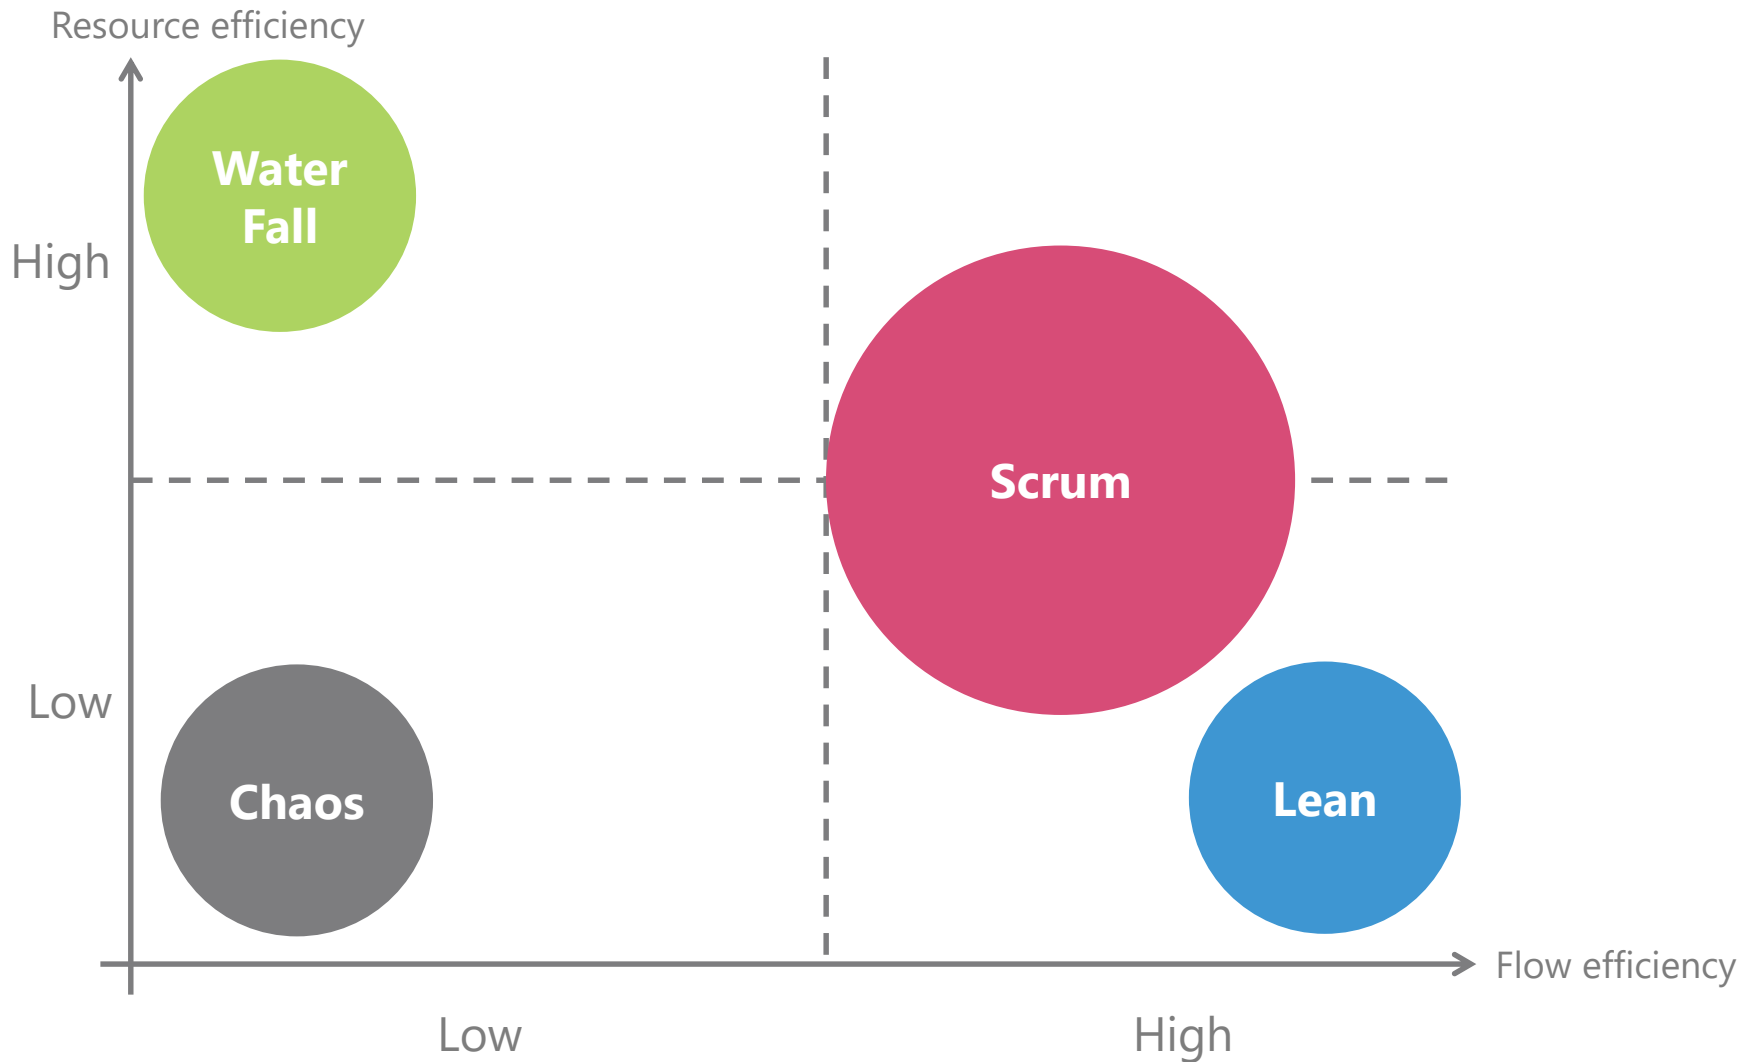 Resource efficiency
Water
Fall
High
Scrum
Low
Chaos
Lean
Flow efficiency
Low
High